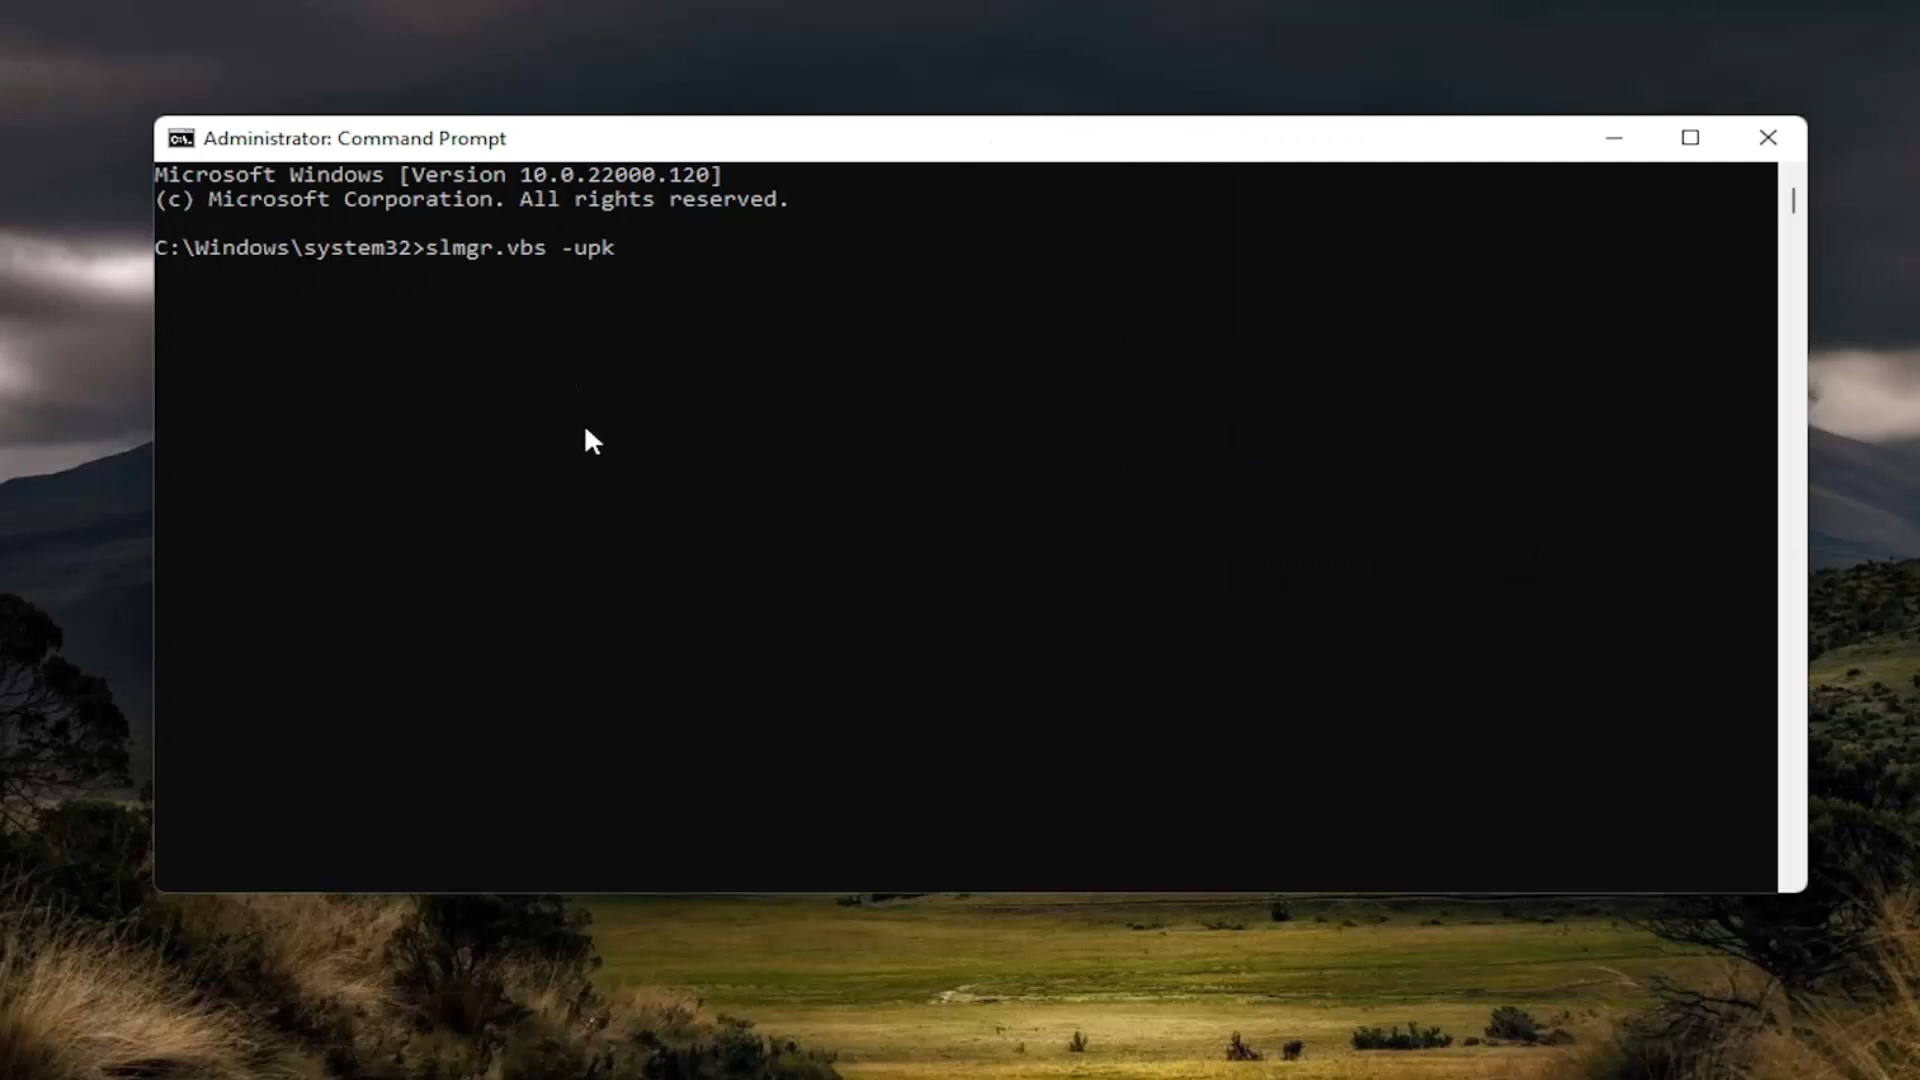 Administrator: Command Prompt
Microsoft Windows [Version 10.0.22000.120]
(c) Microsoft Corporation. All rights reserved.
C:\Windows\system32>slmgr.vbs -upk